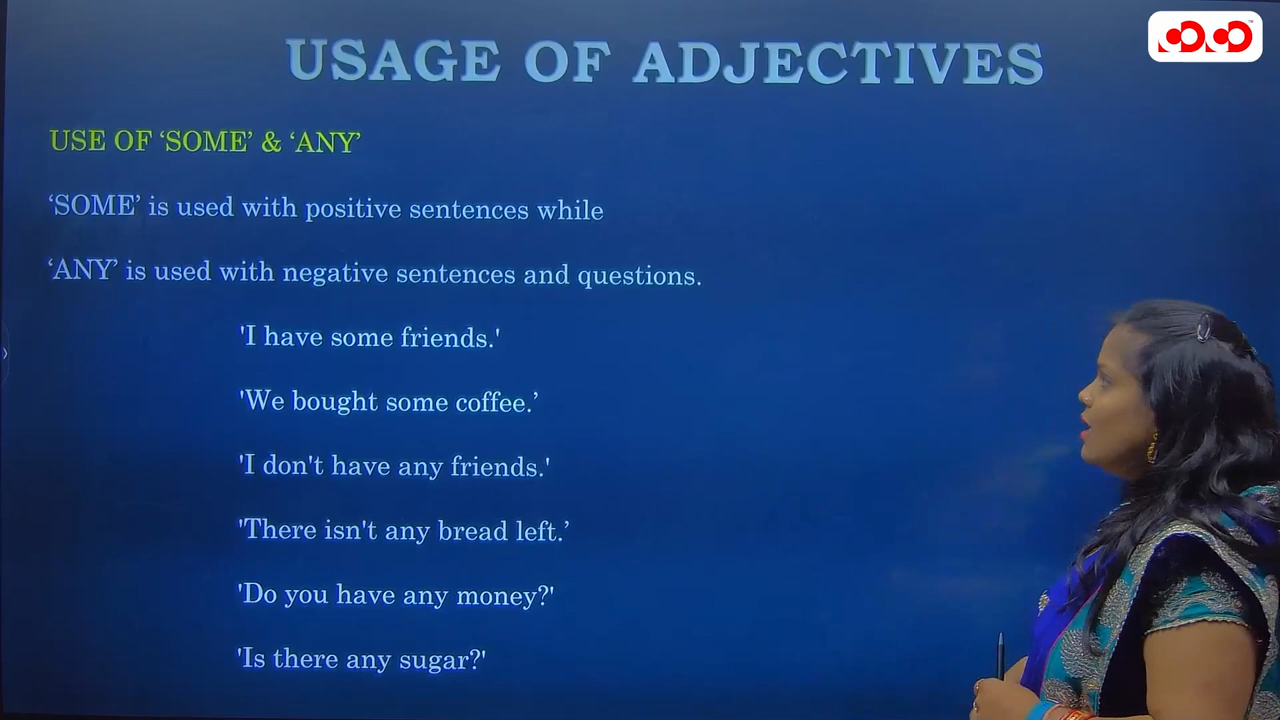 USAGE OF ADJECTIVES
USE OF ‘SOME’ & ‘ANY’
‘SOME’ is used with positive sentences while
‘ANY’ is used with negative sentences and questions.
'I have some friends.'
'We bought some coffee.’
'I don't have any friends.'
'There isn't any bread left.’
'Do you have any money?'
'Is there any sugar?'